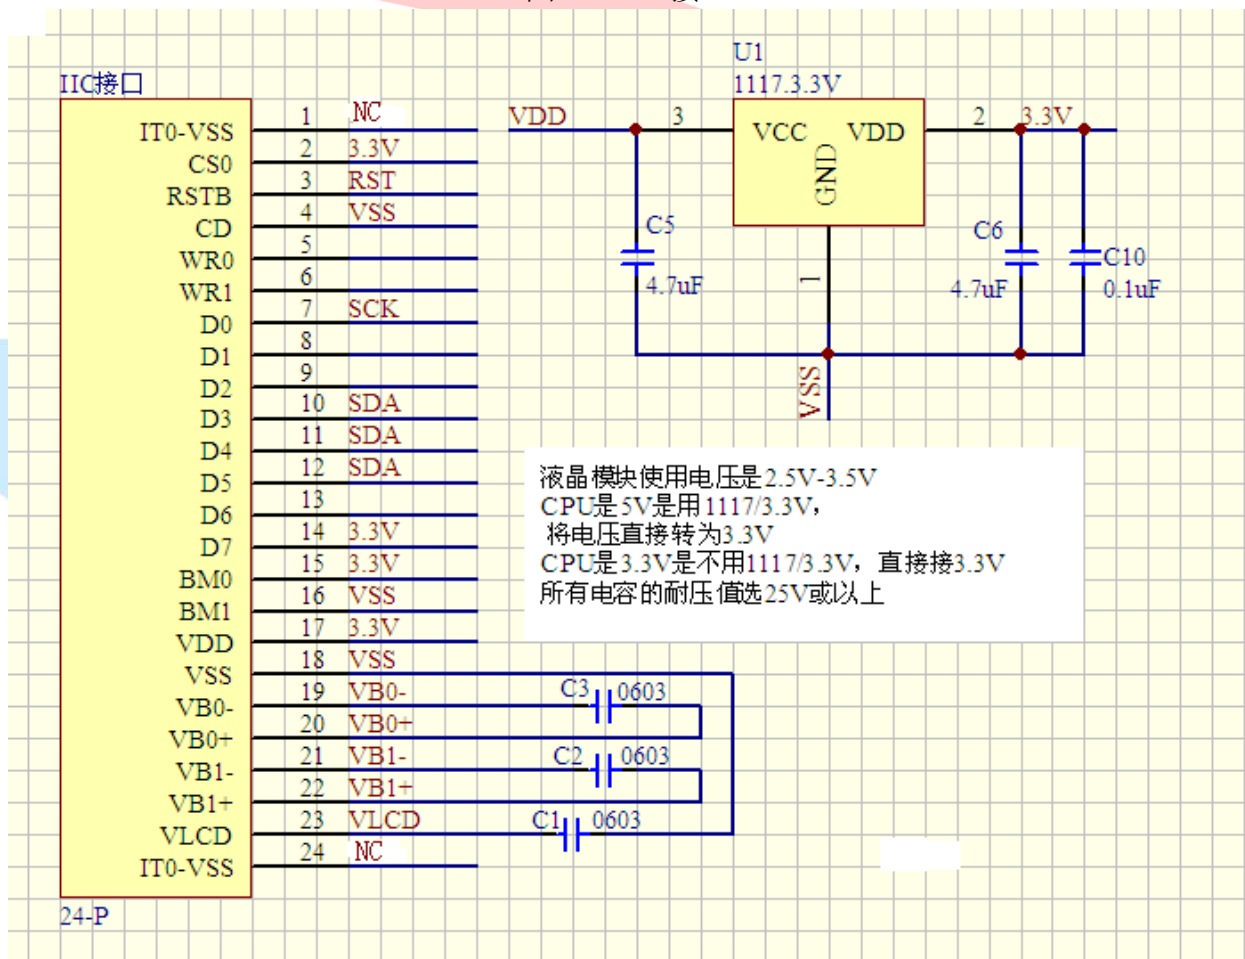 IIC接口
IT0-VSS 1 NC
CS0 2 3.3V
RSTB 3 RST
CD 4 VSS
WR0 5
WR1 6
D0 7 SCK
D1 8
D2 9
D3 10 SDA
D4 11 SDA
D5 12 SDA
D6 13
D7 14 3.3V
BM0 15 3.3V
BM1 16 VSS
VDD 17 3.3V
VSS 18 VSS
VB0- 19 VB0-
VB0+ 20 VB0+
VB1- 21 VB1-
VB1+ 22 VB1+
VLCD 23 VLCD
IT0-VSS 24 NC
24-P
C3 0603
C2 0603
C1 0603
U1
1117.3.3V
VDD 3 VCC VDD 2 3.3V
GND
1
C5
4.7uF
C6
4.7uF
C10
0.1uF
VSS
液晶模块使用电压是2.5V-3.5V
CPU是5V是用1117/3.3V，
将电压直接转为3.3V
CPU是3.3V是不用1117/3.3V，直接接3.3V
所有电容的耐压值选25V或以上